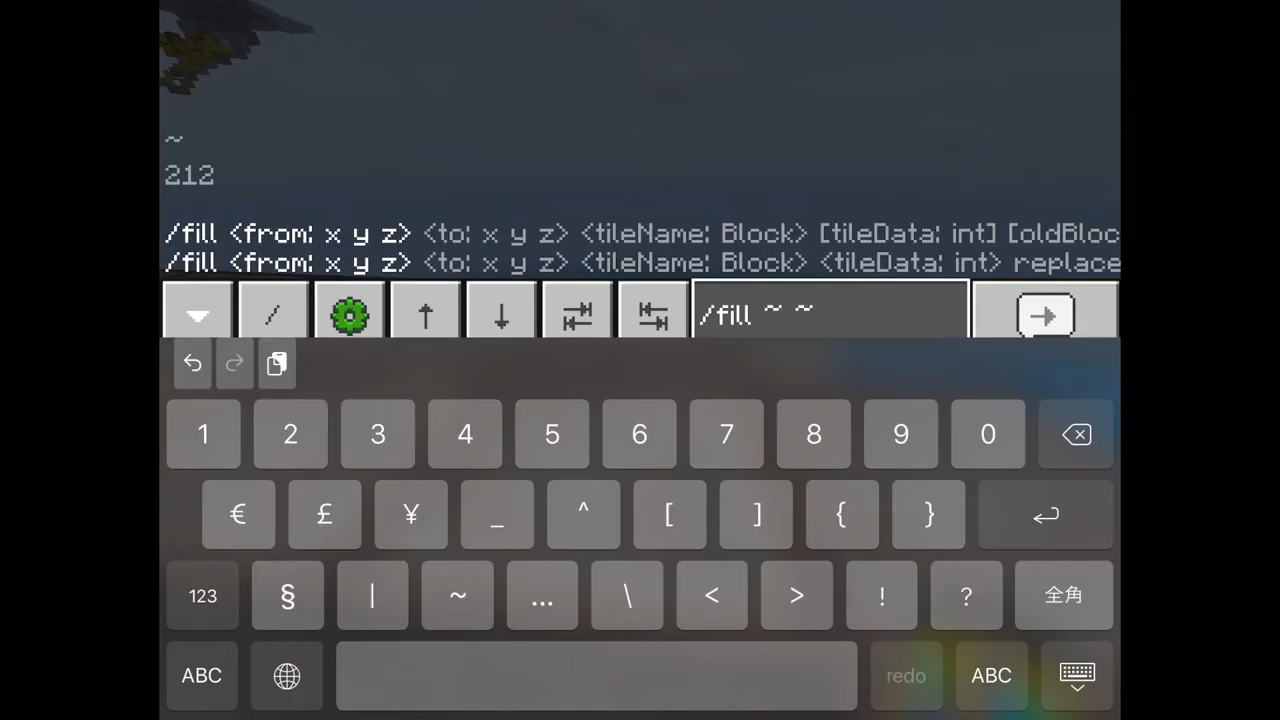 ~
212
/fill <from: x y z> <to: x y z> <tileName: Block> [tileData: int] [oldBloc
/fill <from: x y z> <to: x y z> <tileName: Block> <tileData: int> replace
/ /fill ~ ~
1 2 3 4 5 6 7 8 9 0
€ £ ¥ _ ^ [ ] { }
123 § | ~ ... \ < > ! ? 全角
ABC redo ABC